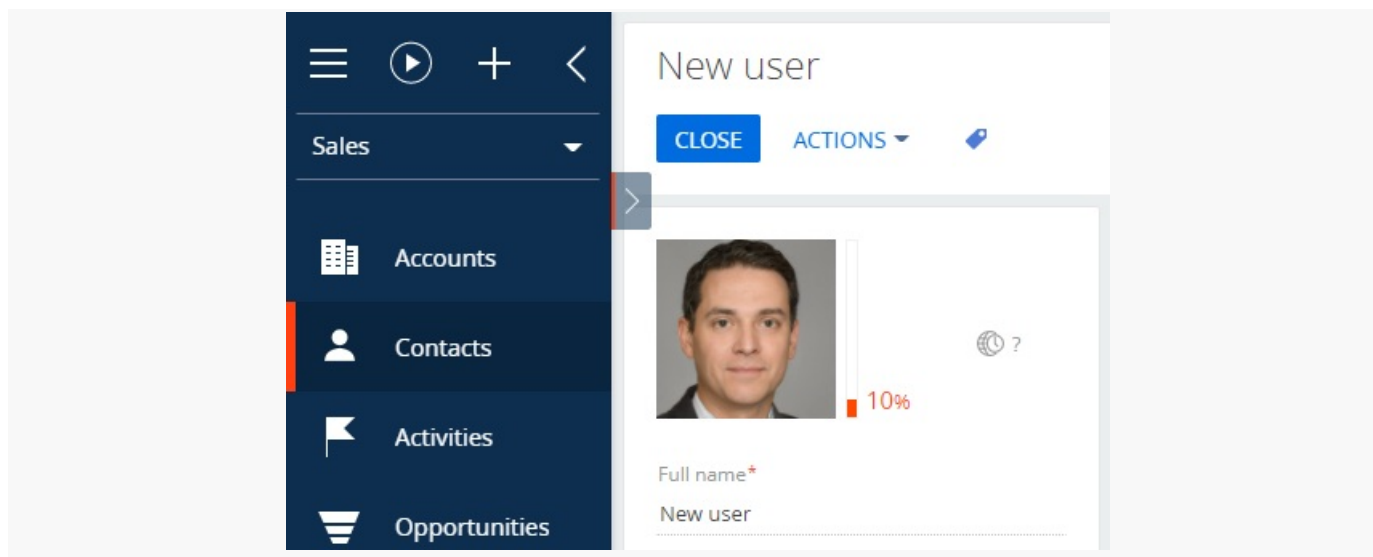 New user
Sales
CLOSE ACTIONS
Accounts
Contacts
?
10%
Activities
Full name*
New user
Opportunities